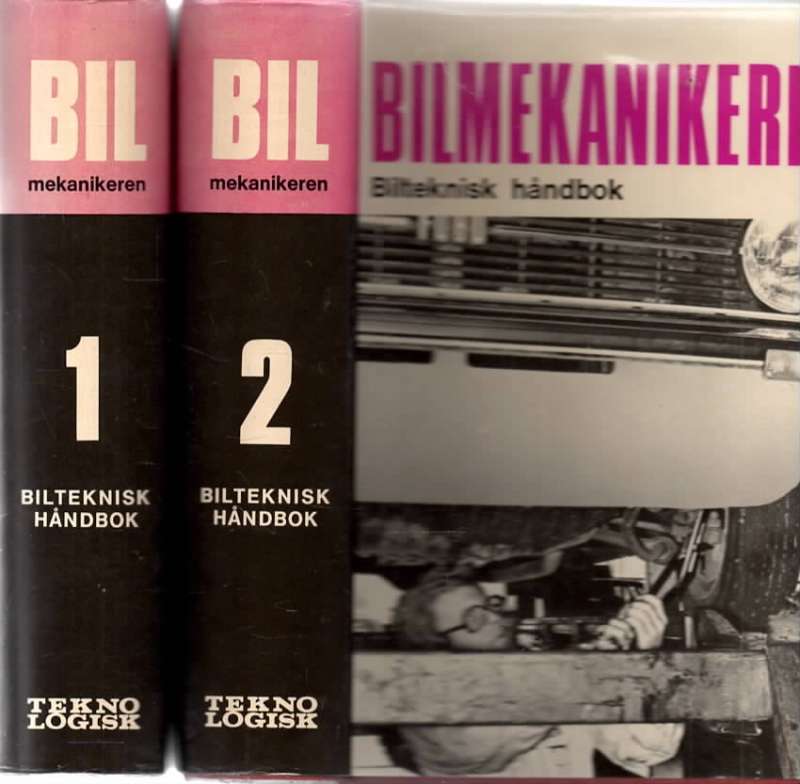 BIL
mekanikeren
1
BILTEKNISK
HÅNDBOK
TEKNO
LOGISK
BIL
mekanikeren
2
BILTEKNISK
HÅNDBOK
TEKNO
LOGISK
BILMEKANIKERE
Bilteknisk håndbok